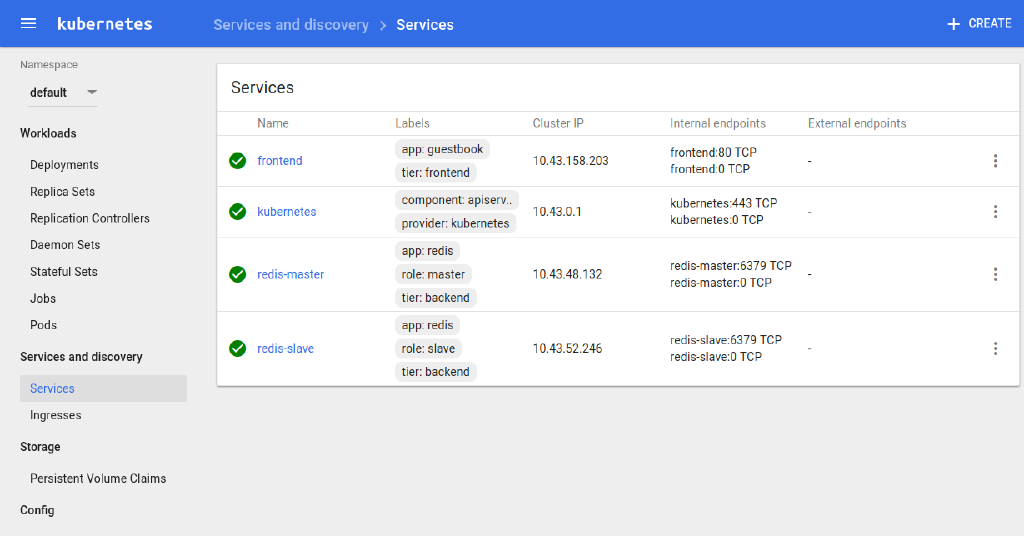 kubernetes
Services and discovery > Services
+ CREATE
Namespace
default
Workloads
Deployments
Replica Sets
Replication Controllers
Daemon Sets
Stateful Sets
Jobs
Pods
Services and discovery
Services
Ingresses
Storage
Persistent Volume Claims
Config
Services
Name Labels Cluster IP Internal endpoints External endpoints
frontend
app: guestbook
tier: frontend
10.43.158.203
frontend:80 TCP
frontend:0 TCP
-
kubernetes
component: apiserv..
provider: kubernetes
10.43.0.1
kubernetes:443 TCP
kubernetes:0 TCP
-
redis-master
app: redis
role: master
tier: backend
10.43.48.132
redis-master:6379 TCP
redis-master:0 TCP
-
redis-slave
app: redis
role: slave
tier: backend
10.43.52.246
redis-slave:6379 TCP
redis-slave:0 TCP
-